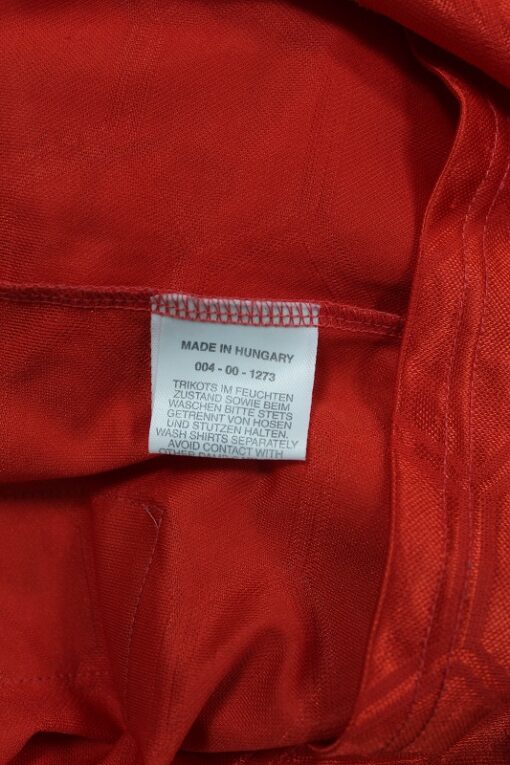 MADE IN HUNGARY
004 - 00 - 1273
TRIKOTS IM FEUCHTEN
ZUSTAND SOWIE BEIM
WASCHEN BITTE STETS
GETRENNT VON HOSEN
UND STUTZEN HALTEN.
WASH SHIRTS SEPARATELY
AVOID CONTACT WITH
OTHER